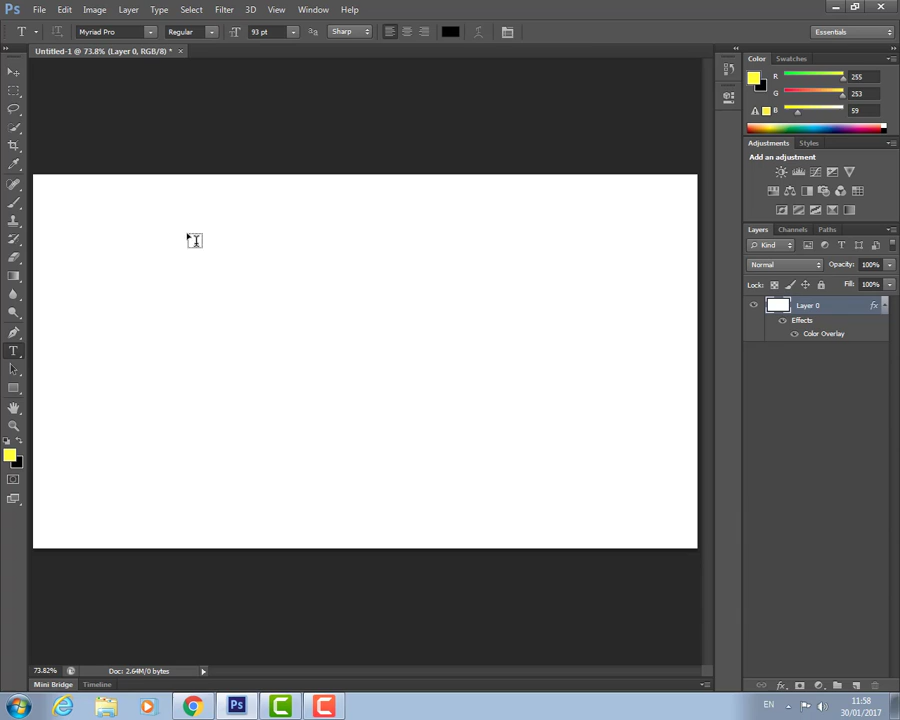 Ps File Edit Image Layer Type Select Filter 3D View Window Help
T Myriad Pro Regular 93 pt Sharp Essentials
Untitled-1 @ 73.8% (Layer 0, RGB/8) * ×
Color Swatches
R 255
G 253
B 59
Adjustments Styles
Add an adjustment
Layers Channels Paths
Kind
Normal Opacity: 100%
Lock: Fill: 100%
Layer 0 fx
Effects
Color Overlay
73.82% Doc: 2.64M/0 bytes
Mini Bridge Timeline
EN 11:58
30/01/2017